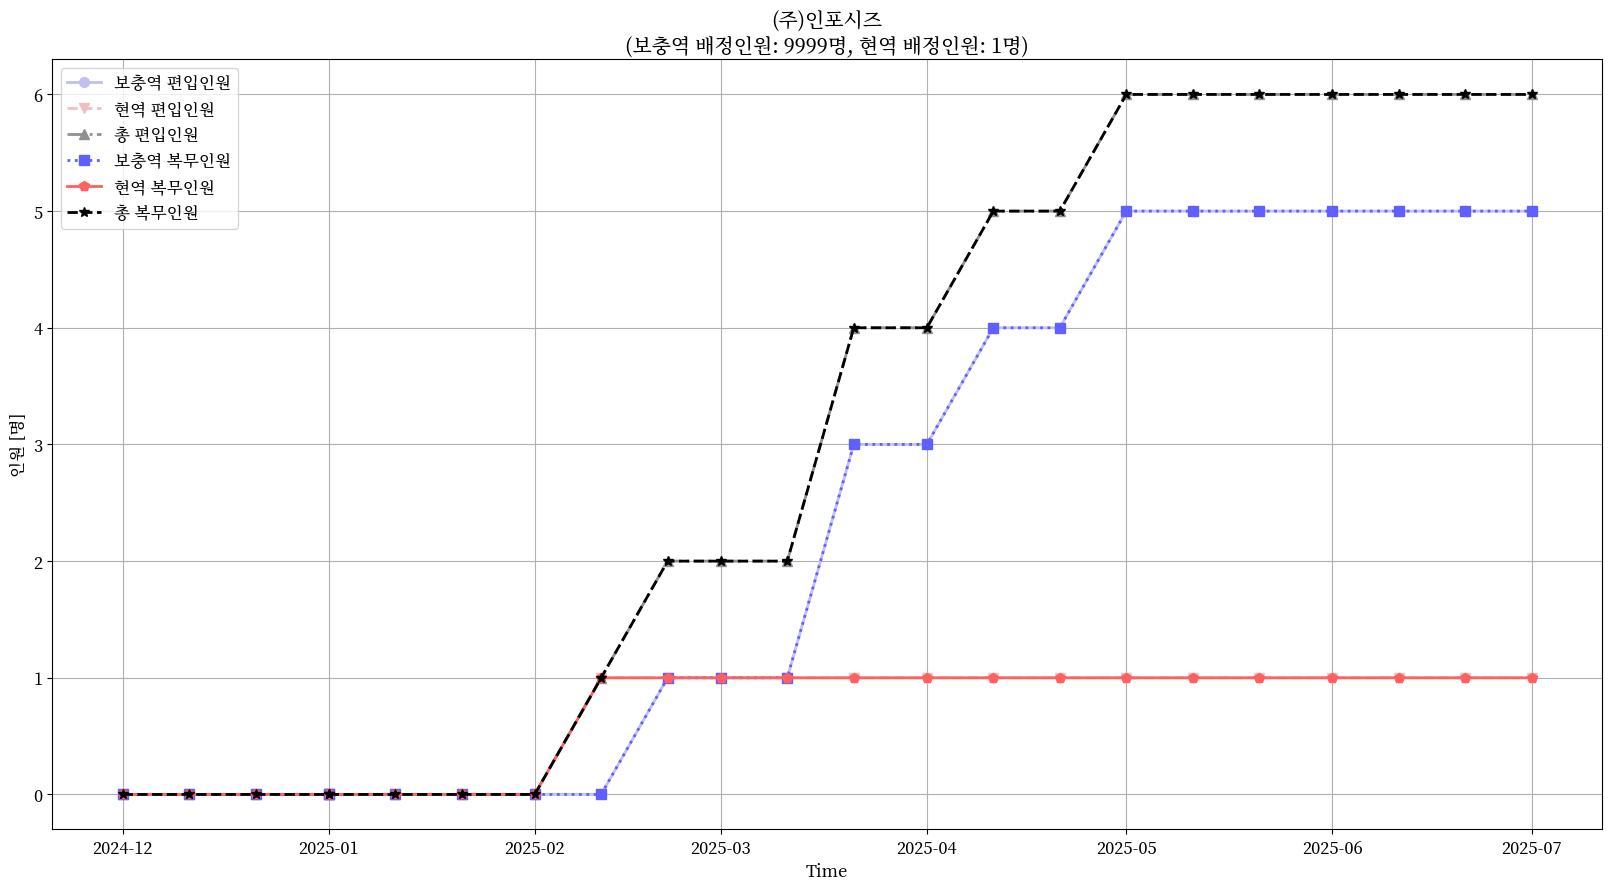 (주)인포시즈
(보충역 배정인원: 9999명, 현역 배정인원: 1명)
보충역 편입인원
현역 편입인원
총 편입인원
보충역 복무인원
현역 복무인원
총 복무인원
인원 [명]
6
5
4
3
2
1
0
2024-12
2025-01
2025-02
2025-03
2025-04
2025-05
2025-06
2025-07
Time